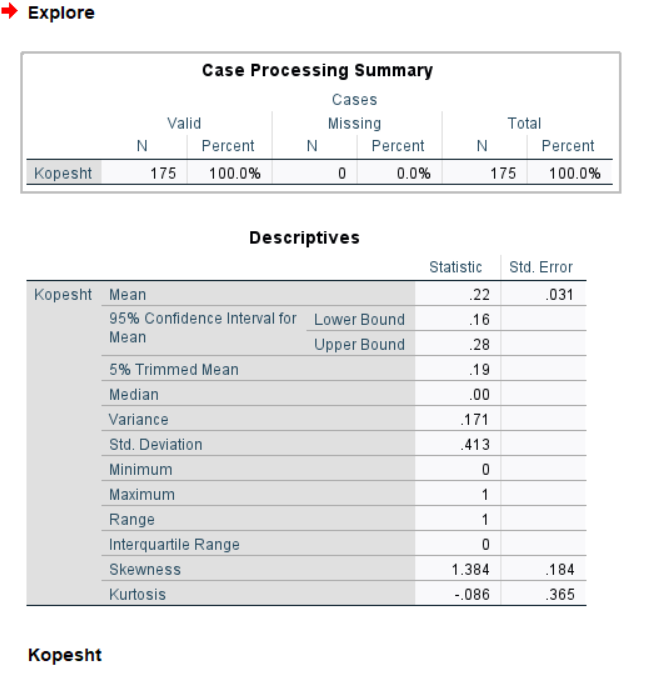 Explore
Case Processing Summary
Cases
Valid Missing Total
N Percent N Percent N Percent
Kopesht 175 100.0% 0 0.0% 175 100.0%
Descriptives
Statistic Std. Error
Kopesht Mean .22 .031
95% Confidence Interval for Lower Bound .16
Mean Upper Bound .28
5% Trimmed Mean .19
Median .00
Variance .171
Std. Deviation .413
Minimum 0
Maximum 1
Range 1
Interquartile Range 0
Skewness 1.384 .184
Kurtosis -.086 .365
Kopesht